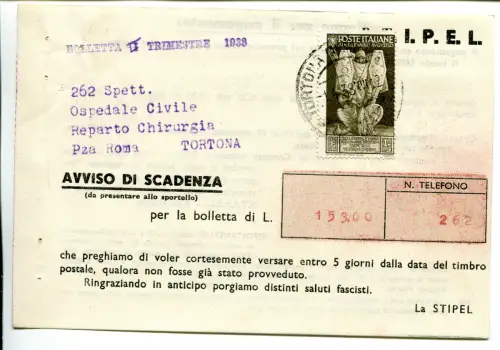 I.P.E.L.
BOLLETTA II TRIMESTRE 1938
POSTE ITALIANE
TORTONA
262 Spett.
Ospedale Civile
Reparto Chirurgia
Pza Roma TORTONA
AVVISO DI SCADENZA
(da presentare allo sportello)
N. TELEFONO
per la bolletta di L. 153.00 262
che preghiamo di voler cortesemente versare entro 5 giorni dalla data del timbro
postale, qualora non fosse già stato provveduto.
Ringraziando in anticipo porgiamo distinti saluti fascisti.
La STIPEL